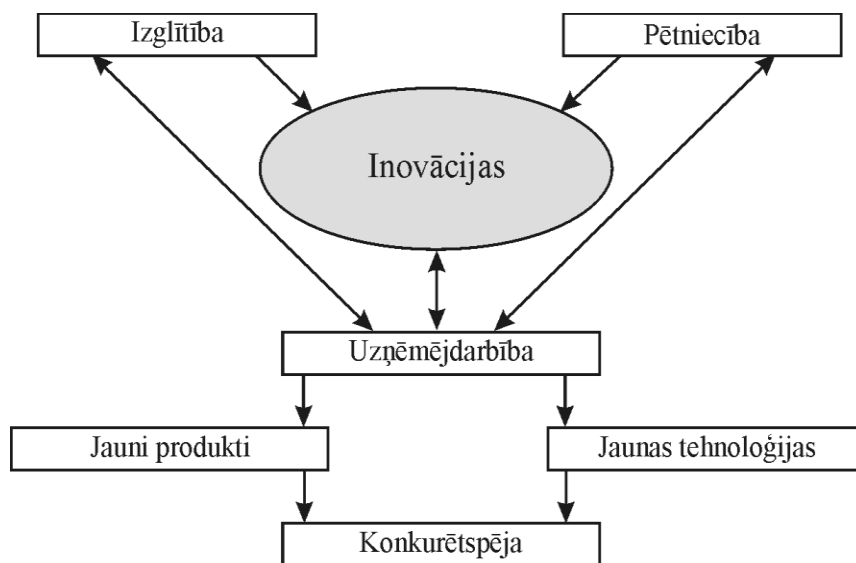 Izglītība
Pētniecība
Inovācijas
Uzņēmējdarbība
Jauni produkti
Jaunas tehnoloģijas
Konkurētspēja